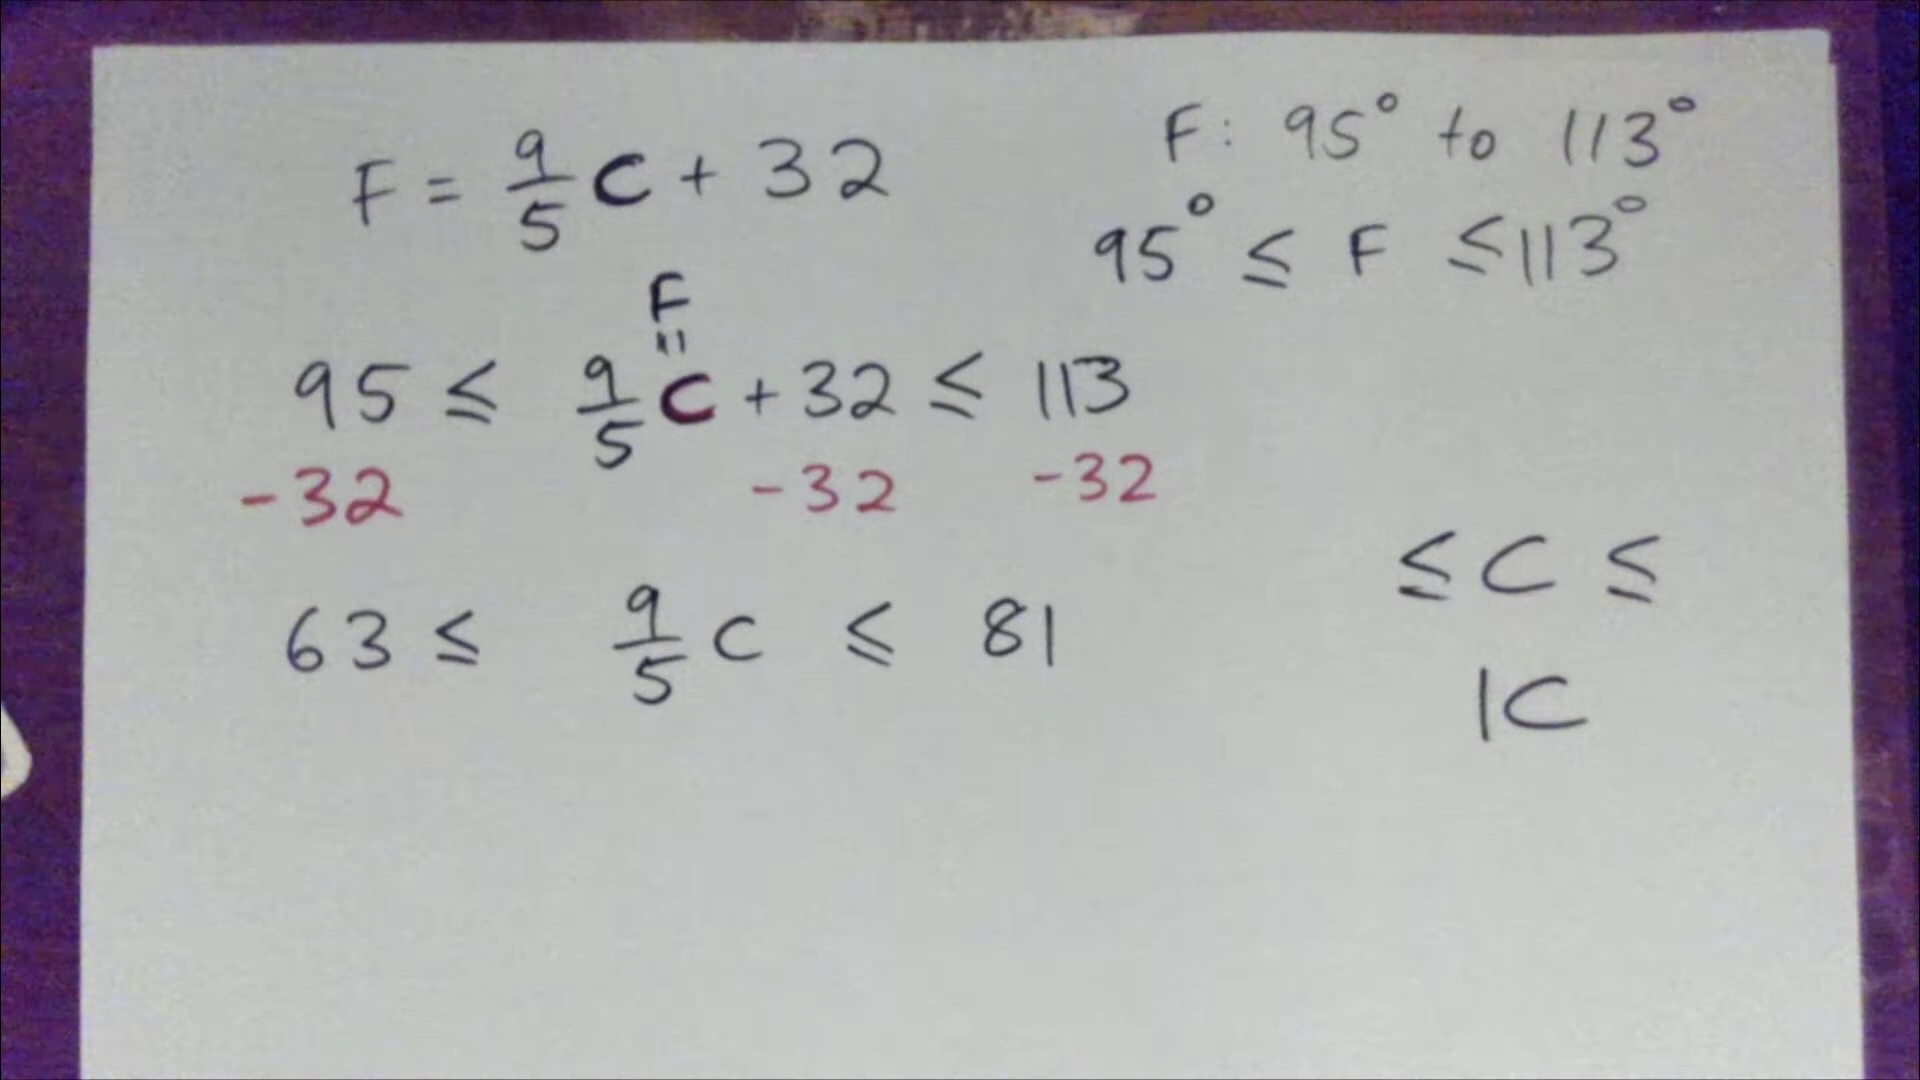 F = 9/5 C + 32
F: 95° to 113°
95° ≤ F ≤ 113°
F
=
95 ≤ 9/5 C + 32 ≤ 113
-32 -32 -32
≤ C ≤
63 ≤ 9/5 C ≤ 81
1C